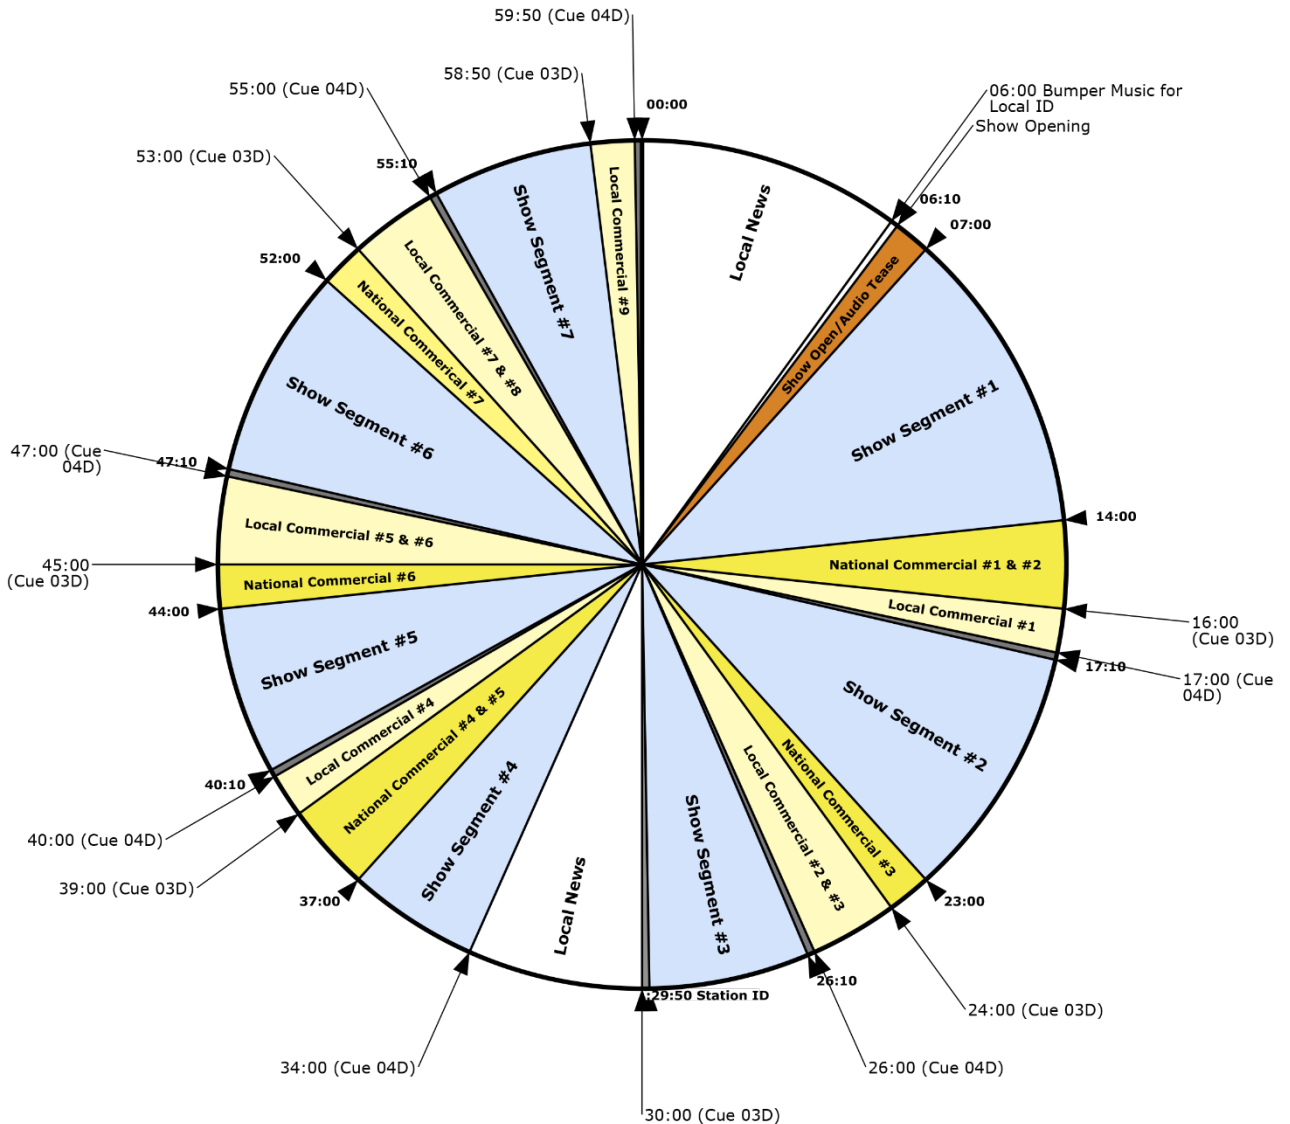 59:50 (Cue 04D)
58:50 (Cue 03D)
55:00 (Cue 04D)
00:00
06:00 Bumper Music for
Local ID
Show Opening
53:00 (Cue 03D)
55:10
06:10
07:00
52:00
Local News
Show Open/Audio Tease
Show Segment #1
14:00
National Commercial #1 & #2
Local Commercial #1
16:00
(Cue 03D)
17:10
17:00 (Cue
04D)
Show Segment #2
23:00
National Commercial #3
24:00 (Cue 03D)
Local Commercial #2 & #3
26:10
26:00 (Cue 04D)
Show Segment #3
:29:50 Station ID
30:00 (Cue 03D)
Local News
34:00 (Cue 04D)
Show Segment #4
37:00
National Commercial #4 & #5
39:00 (Cue 03D)
Local Commercial #4
40:00 (Cue 04D)
40:10
Show Segment #5
44:00
National Commercial #6
45:00
(Cue 03D)
Local Commercial #5 & #6
47:00 (Cue
04D)
47:10
Show Segment #6
National Commerical #7
Local Commercial #7 & #8
Show Segment #7
Local Commercial #9